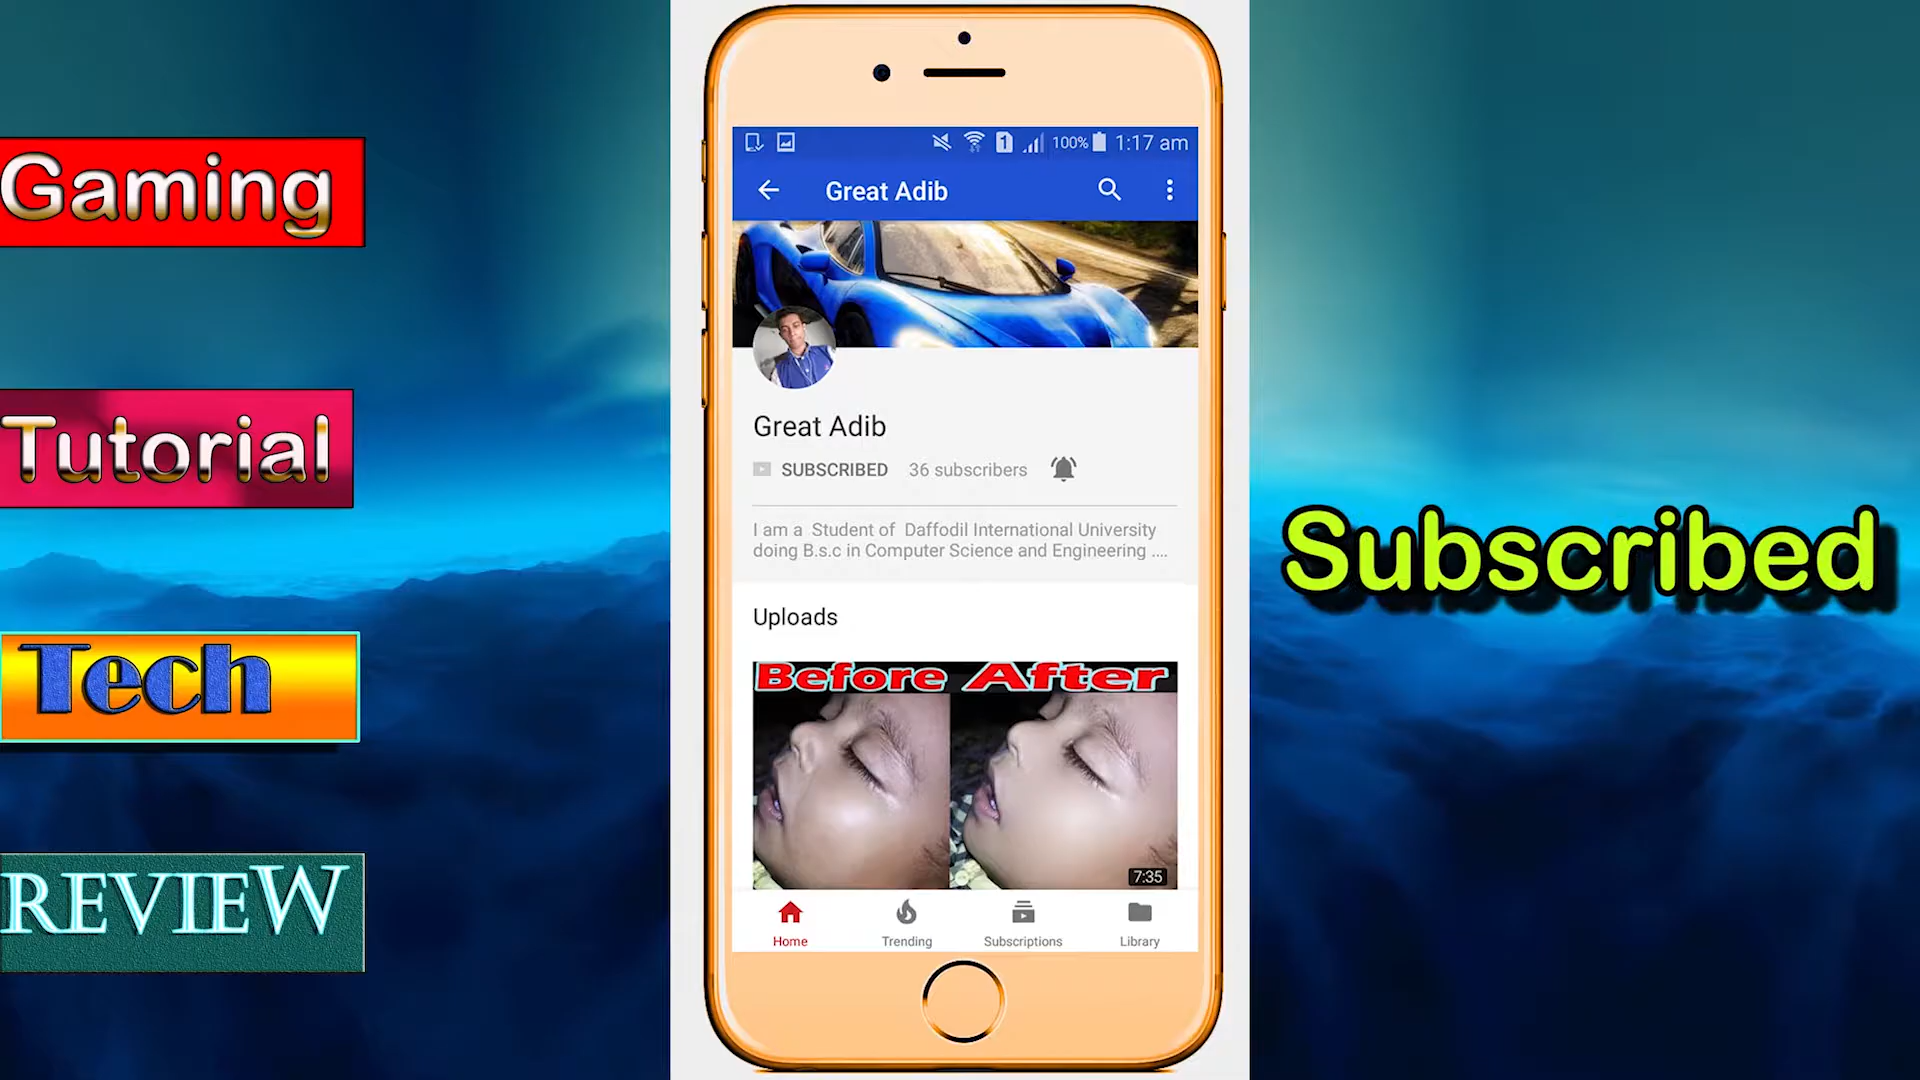 Gaming
Tutorial
Tech
REVIEW
1 100% 1:17 am
Great Adib
Great Adib
SUBSCRIBED 36 subscribers
I am a Student of Daffodil International University
doing B.s.c in Computer Science and Engineering ....
Uploads
Before After
7:35
Home Trending Subscriptions Library
Subscribed